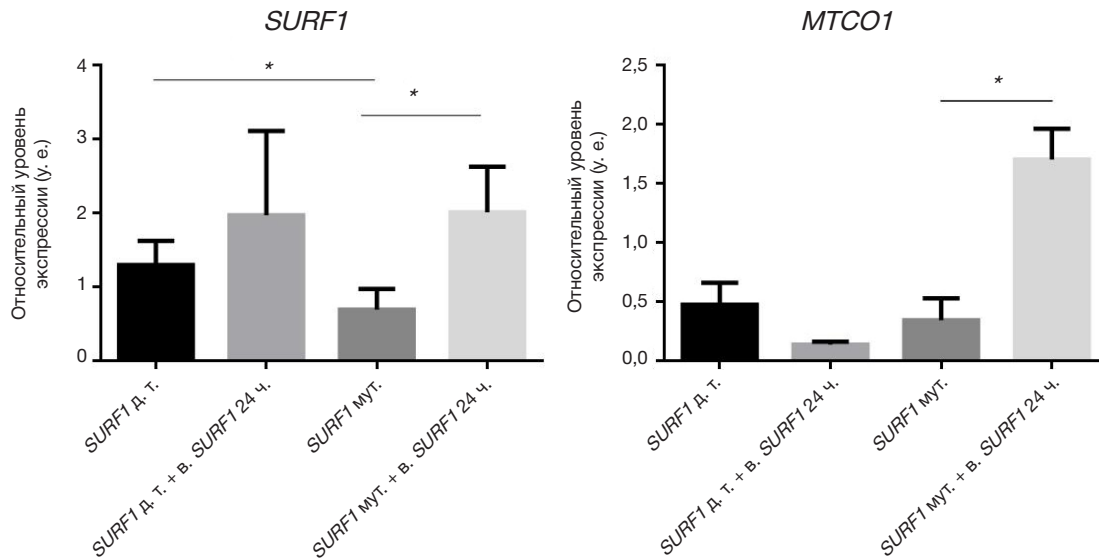 SURF1
Относительный уровень
экспрессии (у. е.)
4
3
2
1
0
*
*
SURF1 д. т.
SURF1 д. т. + в. SURF1 24 ч.
SURF1 мут.
SURF1 мут. + в. SURF1 24 ч.
MTCO1
Относительный уровень
экспрессии (у. е.)
2,5
2,0
1,5
1,0
0,5
0,0
*
SURF1 д. т.
SURF1 д. т. + в. SURF1 24 ч.
SURF1 мут.
SURF1 мут. + в. SURF1 24 ч.